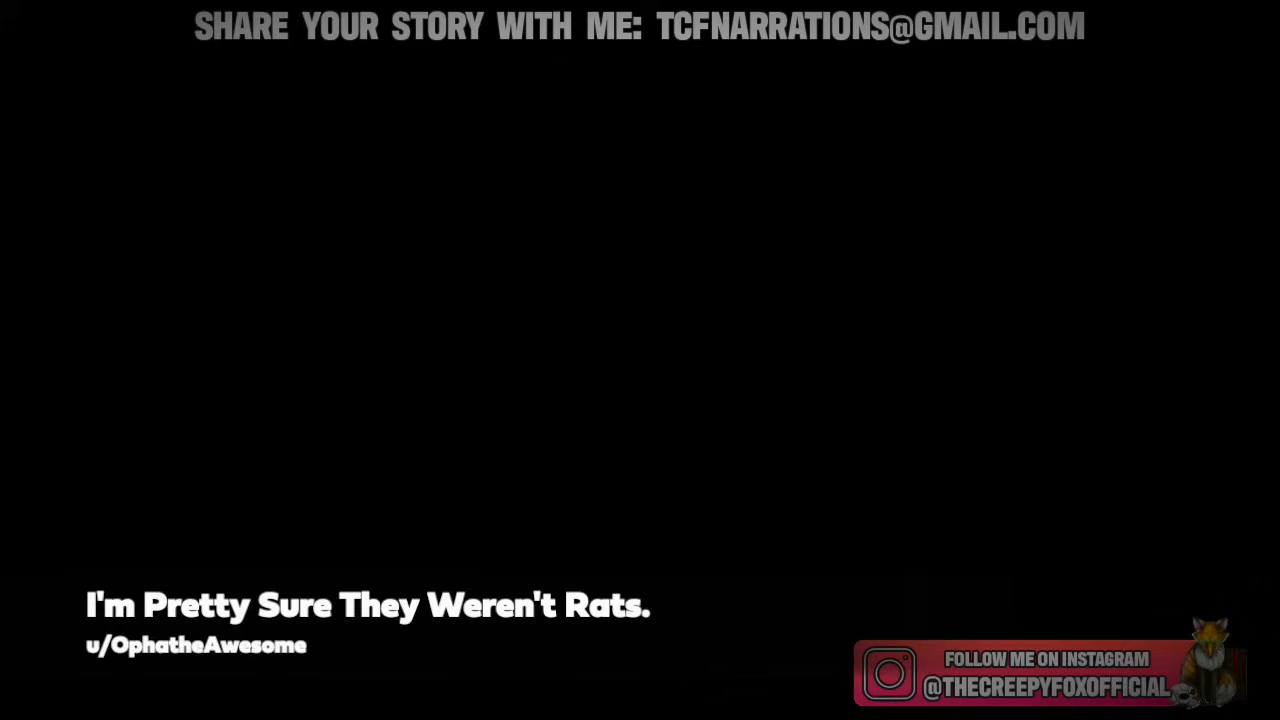 SHARE YOUR STORY WITH ME: TCFNARRATIONS@GMAIL.COM
I'm Pretty Sure They Weren't Rats.
u/OphatheAwesome
FOLLOW ME ON INSTAGRAM
@THECREEPYFOXOFFICIAL